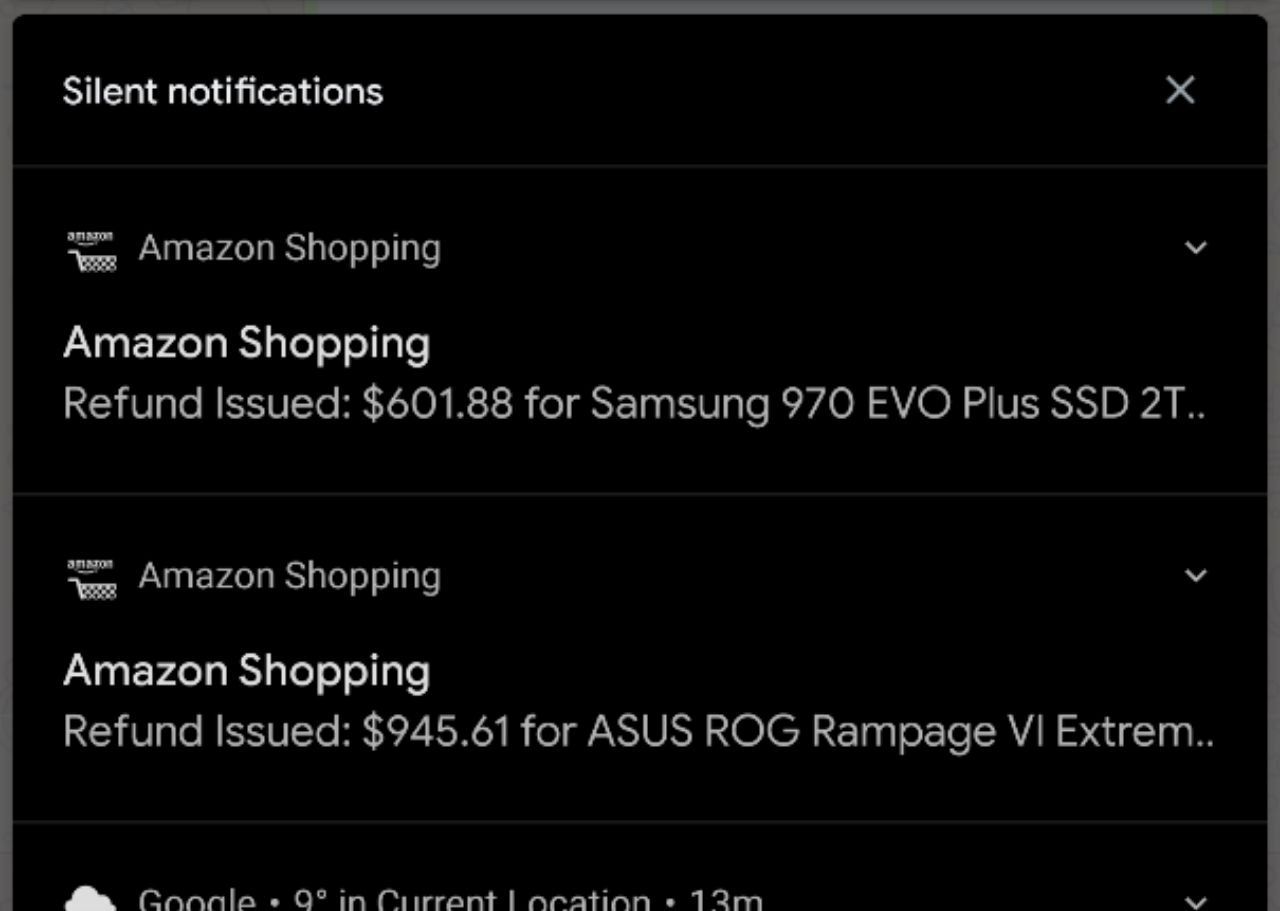 Silent notifications
amazon
Amazon Shopping
Amazon Shopping
Refund Issued: $601.88 for Samsung 970 EVO Plus SSD 2T..
amazon
Amazon Shopping
Amazon Shopping
Refund Issued: $945.61 for ASUS ROG Rampage VI Extrem..
Google • 9° in Current Location • 13m